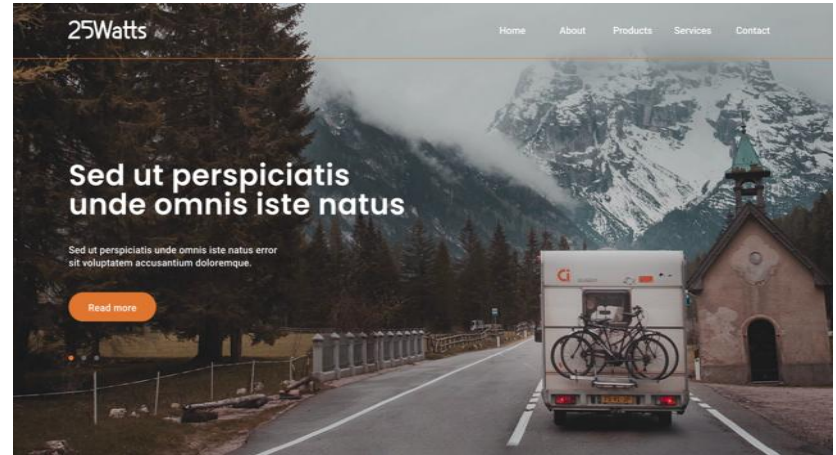 25Watts
Home About Products Services Contact
Sed ut perspiciatis
unde omnis iste natus
Sed ut perspiciatis unde omnis iste natus error
sit voluptatem accusantium doloremque.
Read more
Ci